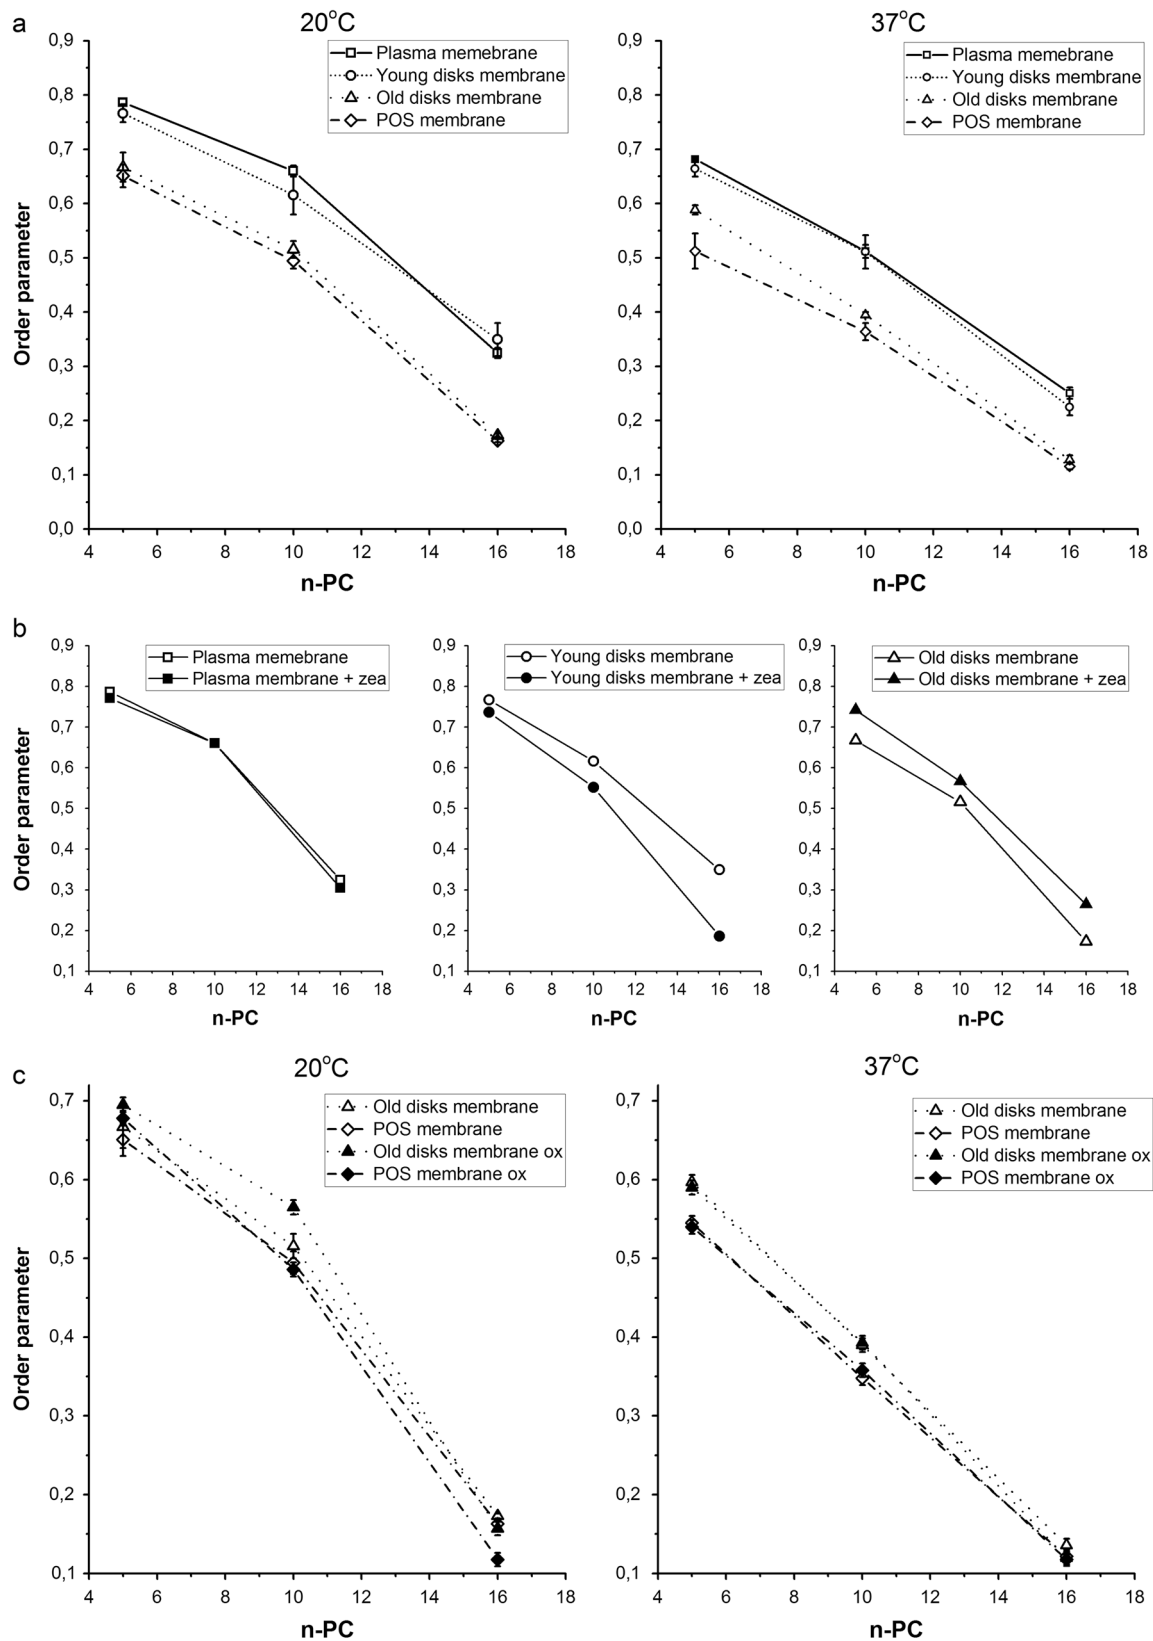 a
20°C
37°C
0,9
0,8
0,7
0,6
0,5
0,4
0,3
0,2
0,1
0,0
Order parameter
Plasma memebrane
Young disks membrane
Old disks membrane
POS membrane
4 6 8 10 12 14 16 18
n-PC
0,9
0,8
0,7
0,6
0,5
0,4
0,3
0,2
0,1
0,0
Plasma memebrane
Young disks membrane
Old disks membrane
POS membrane
4 6 8 10 12 14 16 18
n-PC
b
0,9
0,8
0,7
0,6
0,5
0,4
0,3
0,2
0,1
Order parameter
Plasma memebrane
Plasma membrane + zea
4 6 8 10 12 14 16 18
n-PC
0,9
0,8
0,7
0,6
0,5
0,4
0,3
0,2
0,1
Young disks membrane
Young disks membrane + zea
4 6 8 10 12 14 16 18
n-PC
0,9
0,8
0,7
0,6
0,5
0,4
0,3
0,2
0,1
Old disks membrane
Old disks membrane + zea
4 6 8 10 12 14 16 18
n-PC
c
20°C
37°C
0,7
0,6
0,5
0,4
0,3
0,2
0,1
Order parameter
Old disks membrane
POS membrane
Old disks membrane ox
POS membrane ox
4 6 8 10 12 14 16 18
n-PC
0,7
0,6
0,5
0,4
0,3
0,2
0,1
Old disks membrane
POS membrane
Old disks membrane ox
POS membrane ox
4 6 8 10 12 14 16 18
n-PC